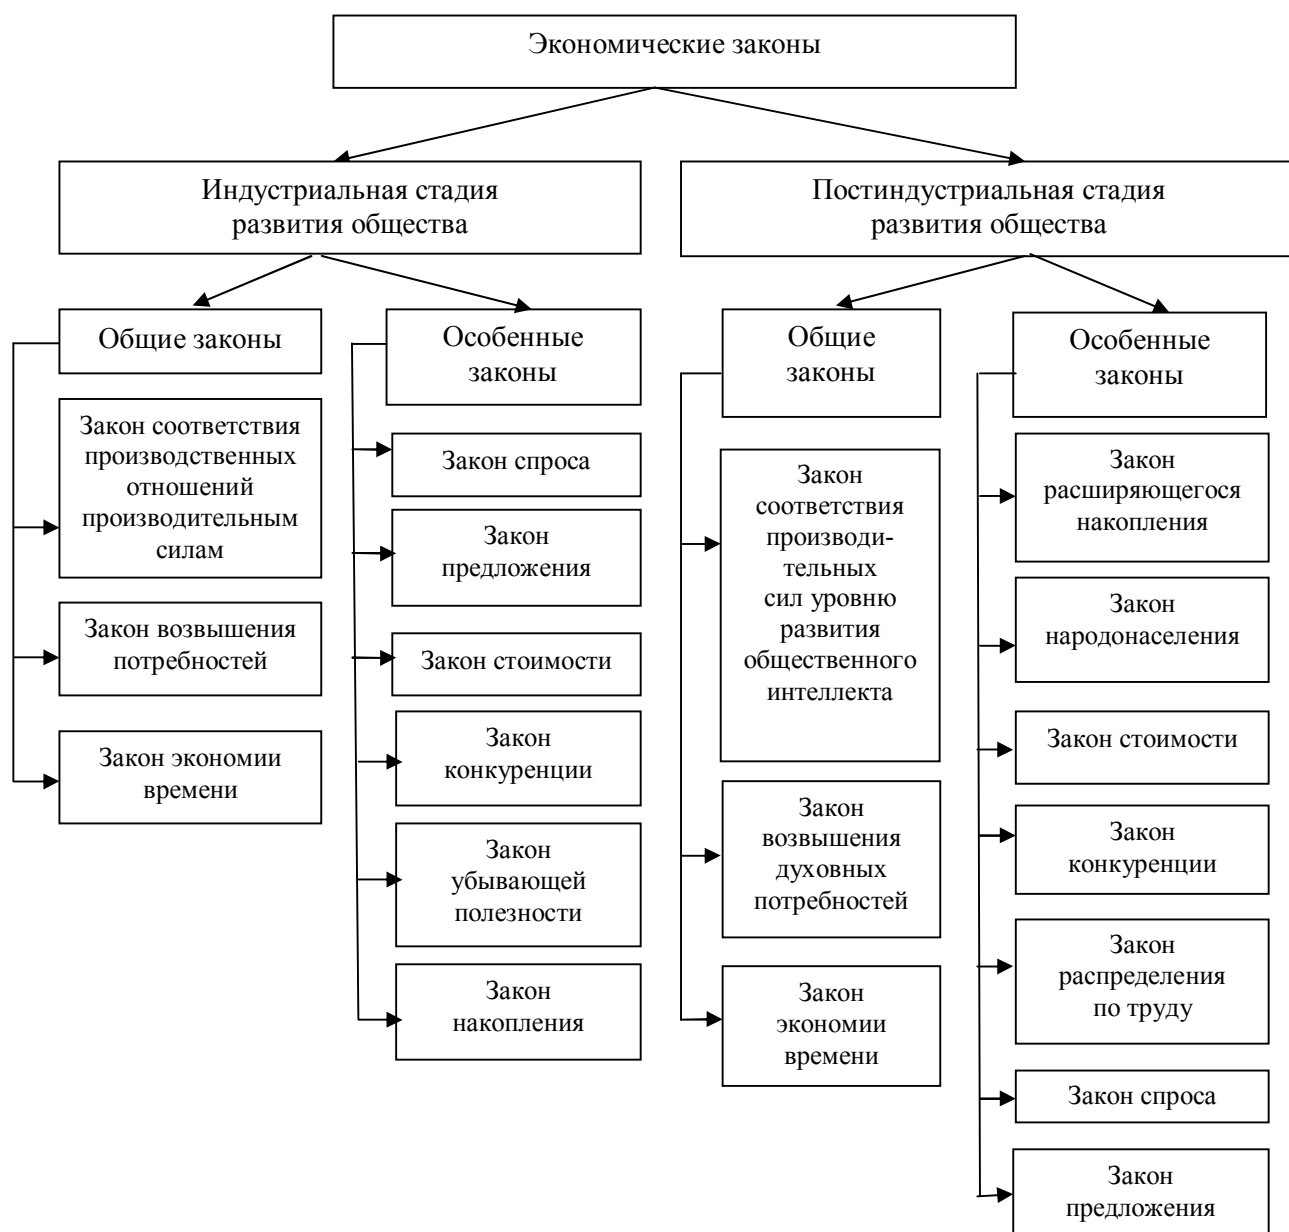 Экономические законы
Индустриальная стадия
развития общества
Постиндустриальная стадия
развития общества
Общие законы
Закон соответствия
производственных
отношений
производительным
силам
Закон возвышения
потребностей
Закон экономии
времени
Особенные
законы
Закон спроса
Закон
предложения
Закон стоимости
Закон
конкуренции
Закон
убывающей
полезности
Закон
накопления
Общие
законы
Закон
соответствия
производи-
тельных
сил уровню
развития
общественного
интеллекта
Закон
возвышения
духовных
потребностей
Закон
экономии
времени
Особенные
законы
Закон
расширяющегося
накопления
Закон
народонаселения
Закон стоимости
Закон
конкуренции
Закон
распределения
по труду
Закон спроса
Закон
предложения